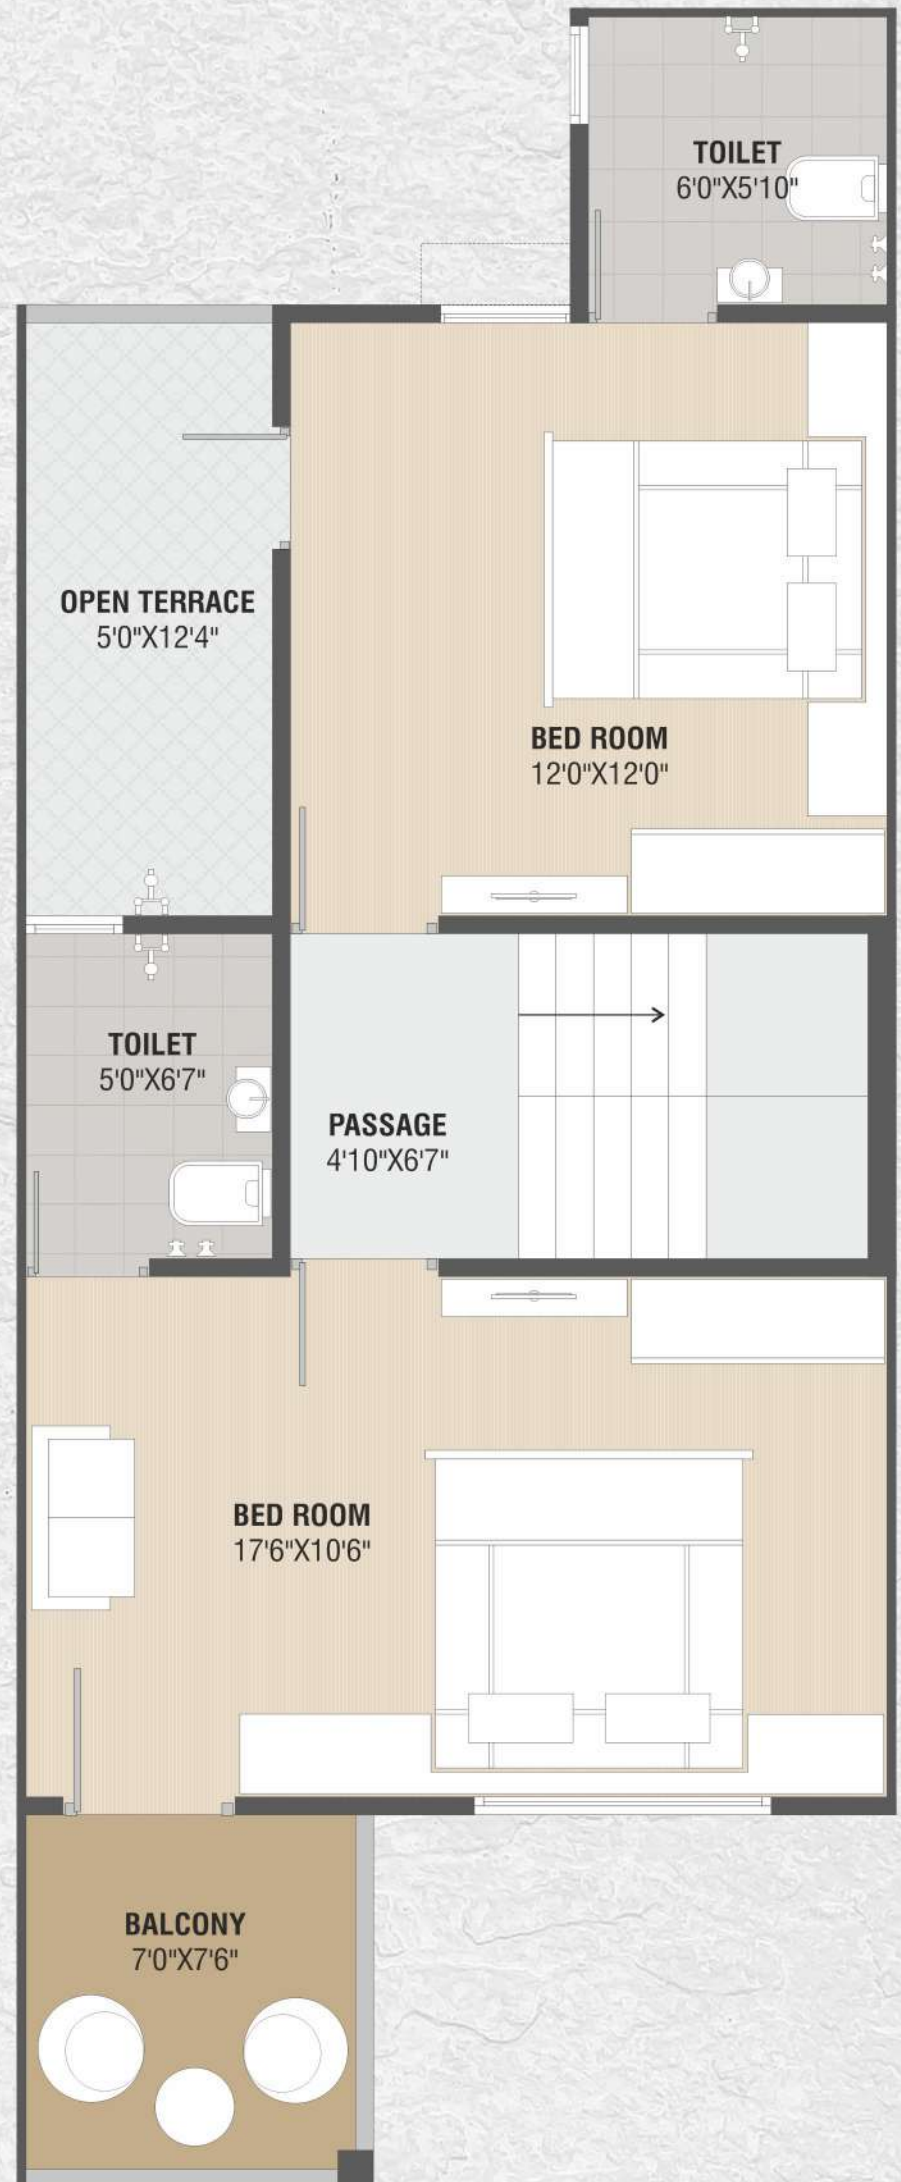 TOILET
6'0"X5'10"
OPEN TERRACE
5'0"X12'4"
BED ROOM
12'0"X12'0"
TOILET
5'0"X6'7"
PASSAGE
4'10"X6'7"
BED ROOM
17'6"X10'6"
BALCONY
7'0"X7'6"